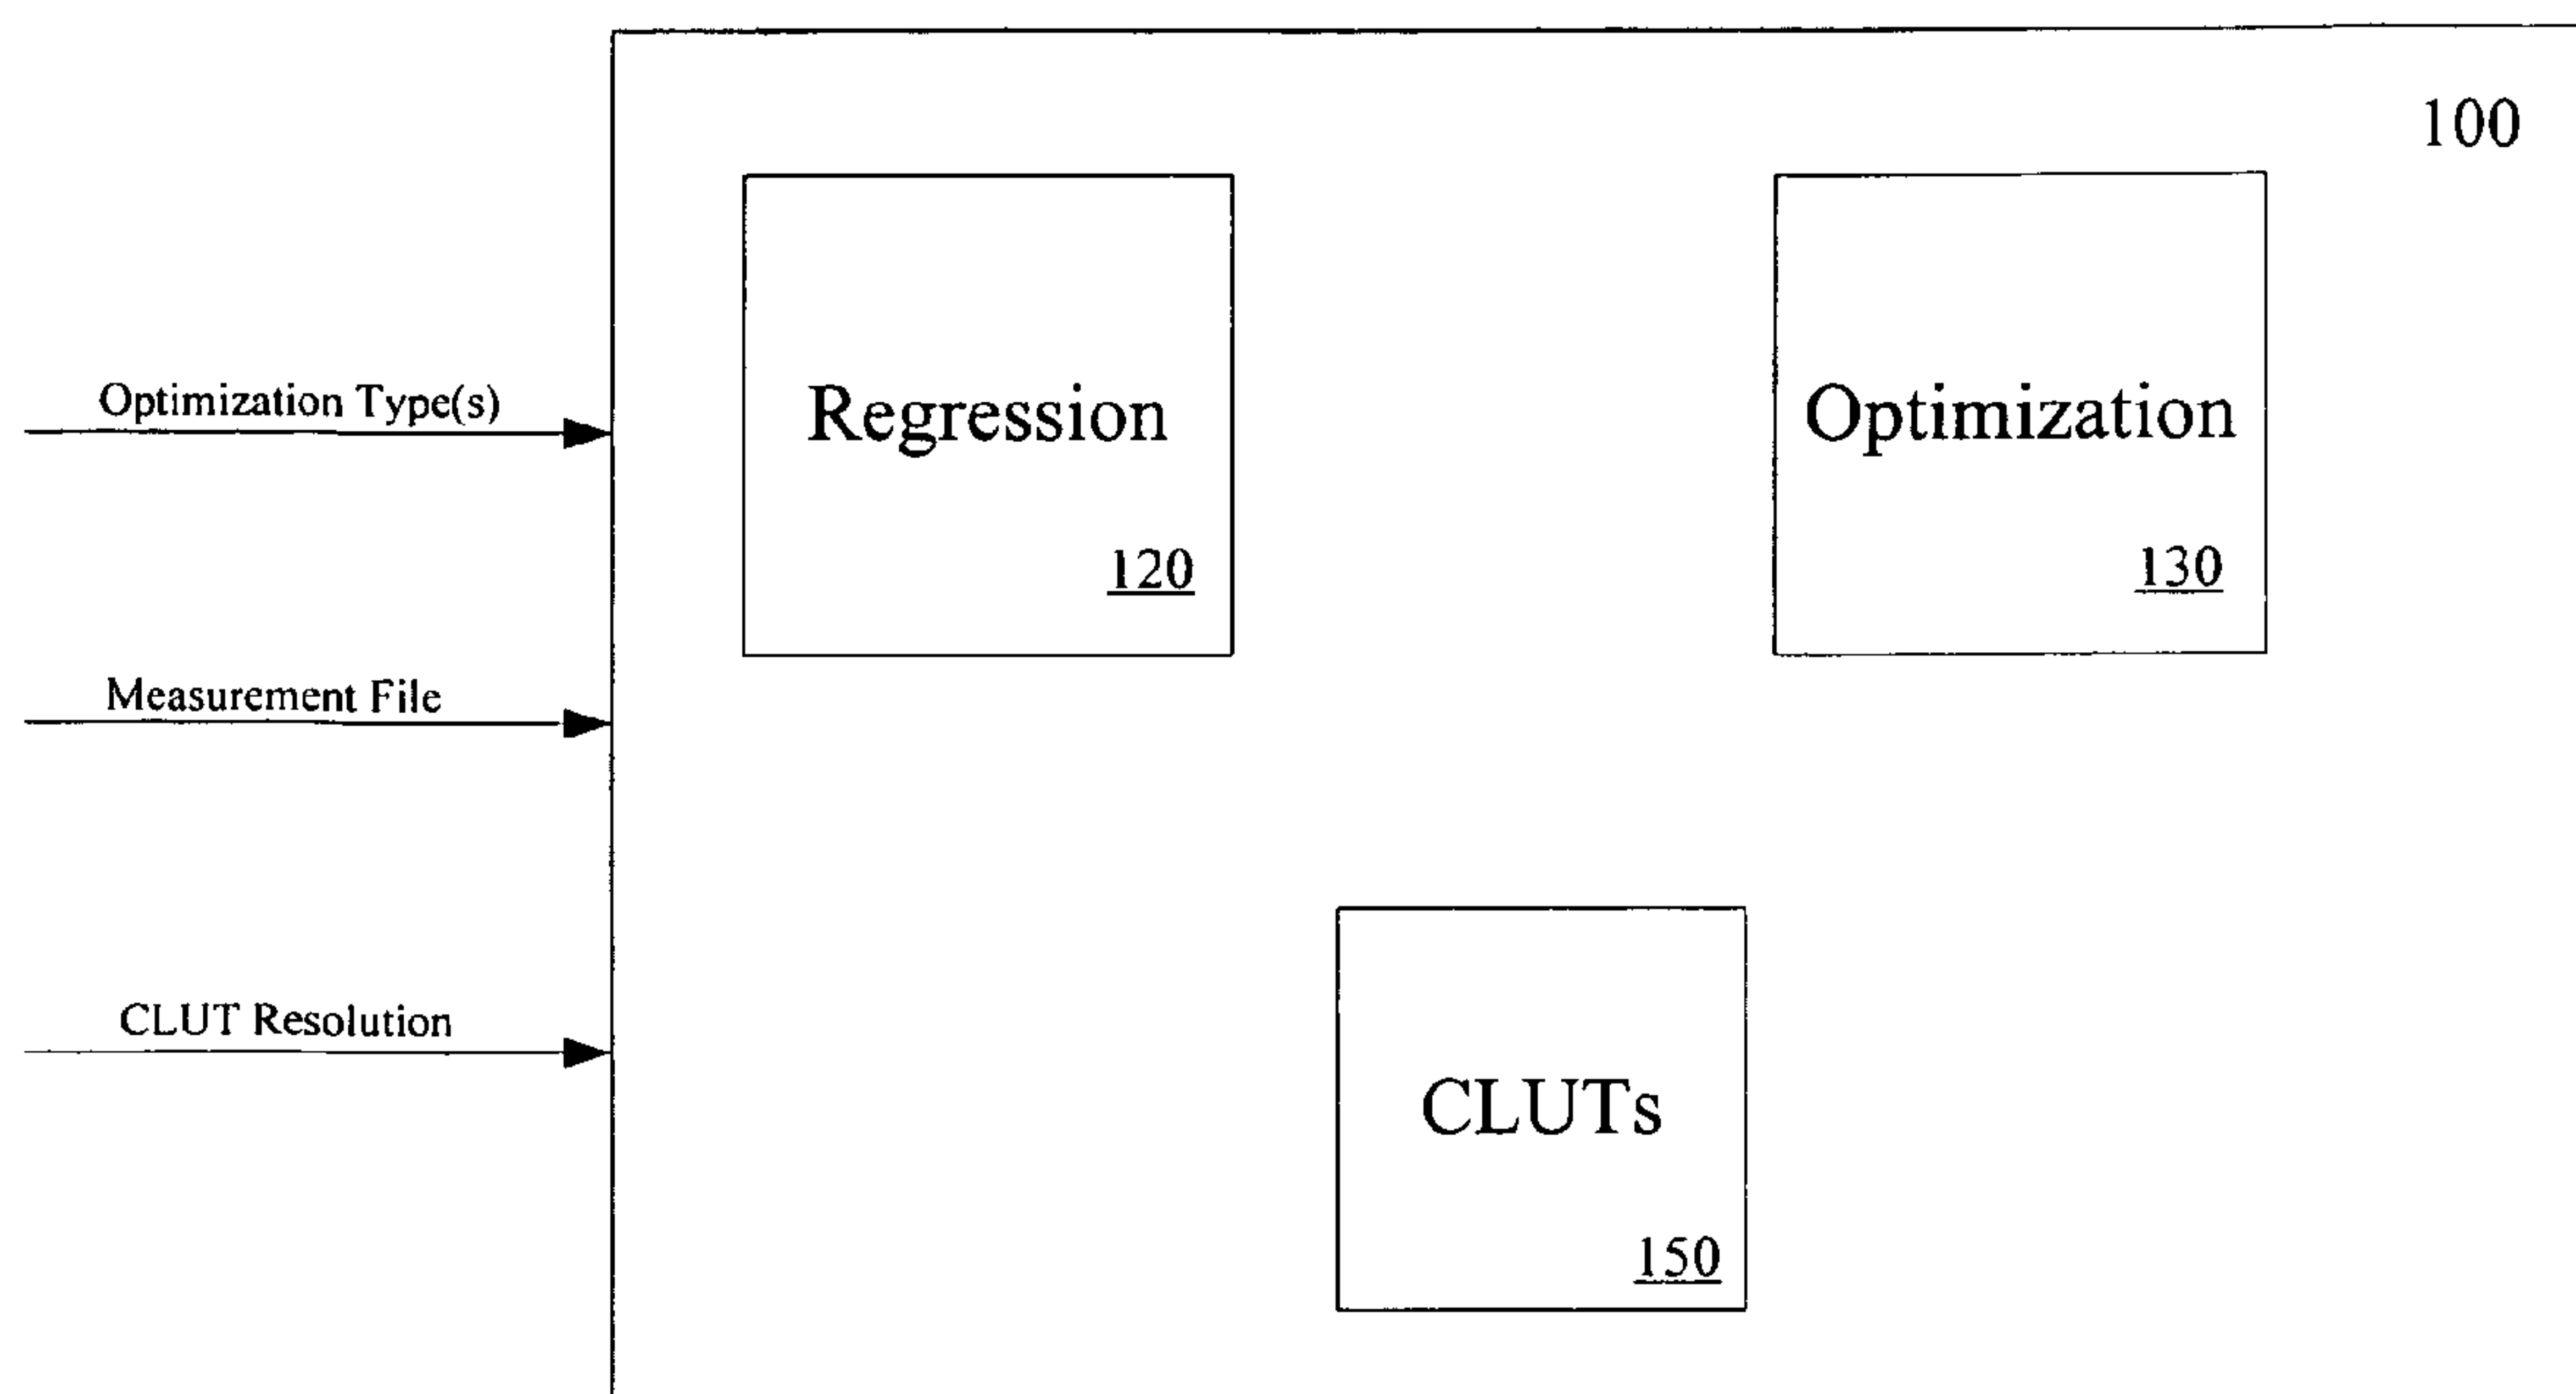 100
Optimization Type(s)
Regression
Optimization
120
130
Measurement File
CLUT Resolution
CLUTs
150